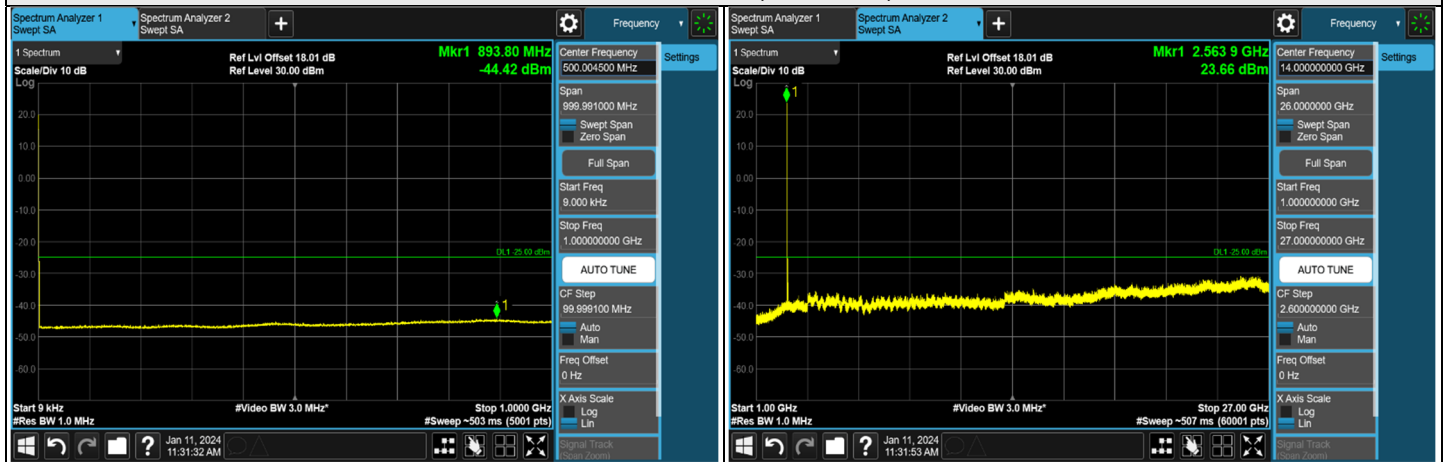 Spectrum Analyzer 1
Swept SA
Spectrum Analyzer 2
Swept SA
Frequency
1 Spectrum
Scale/Div 10 dB
Log
Ref Lvl Offset 18.01 dB
Ref Level 30.00 dBm
Mkr1 893.80 MHz
-44.42 dBm
20.0
10.0
0.00
-10.0
-20.0
-30.0
-40.0
-50.0
-60.0
DL1 -25.00 dBm
1
Start 9 kHz
#Res BW 1.0 MHz
#Video BW 3.0 MHz*
Stop 1.0000 GHz
#Sweep ~503 ms (5001 pts)
Center Frequency
500.004500 MHz
Settings
Span
999.991000 MHz
Swept Span
Zero Span
Full Span
Start Freq
9.000 kHz
Stop Freq
1.000000000 GHz
AUTO TUNE
CF Step
99.999100 MHz
Auto
Man
Freq Offset
0 Hz
X Axis Scale
Log
Lin
Signal Track
(Span Zoom)
?
Jan 11, 2024
11:31:32 AM
Spectrum Analyzer 1
Swept SA
Spectrum Analyzer 2
Swept SA
Frequency
1 Spectrum
Scale/Div 10 dB
Log
Ref Lvl Offset 18.01 dB
Ref Level 30.00 dBm
Mkr1 2.563 9 GHz
23.66 dBm
1
20.0
10.0
0.00
-10.0
-20.0
-30.0
-40.0
-50.0
-60.0
DL1 -25.00 dBm
Start 1.00 GHz
#Res BW 1.0 MHz
#Video BW 3.0 MHz*
Stop 27.00 GHz
#Sweep ~507 ms (60001 pts)
Center Frequency
14.000000000 GHz
Settings
Span
26.0000000 GHz
Swept Span
Zero Span
Full Span
Start Freq
1.000000000 GHz
Stop Freq
27.000000000 GHz
AUTO TUNE
CF Step
2.600000000 GHz
Auto
Man
Freq Offset
0 Hz
X Axis Scale
Log
Lin
Signal Track
(Span Zoom)
?
Jan 11, 2024
11:31:53 AM